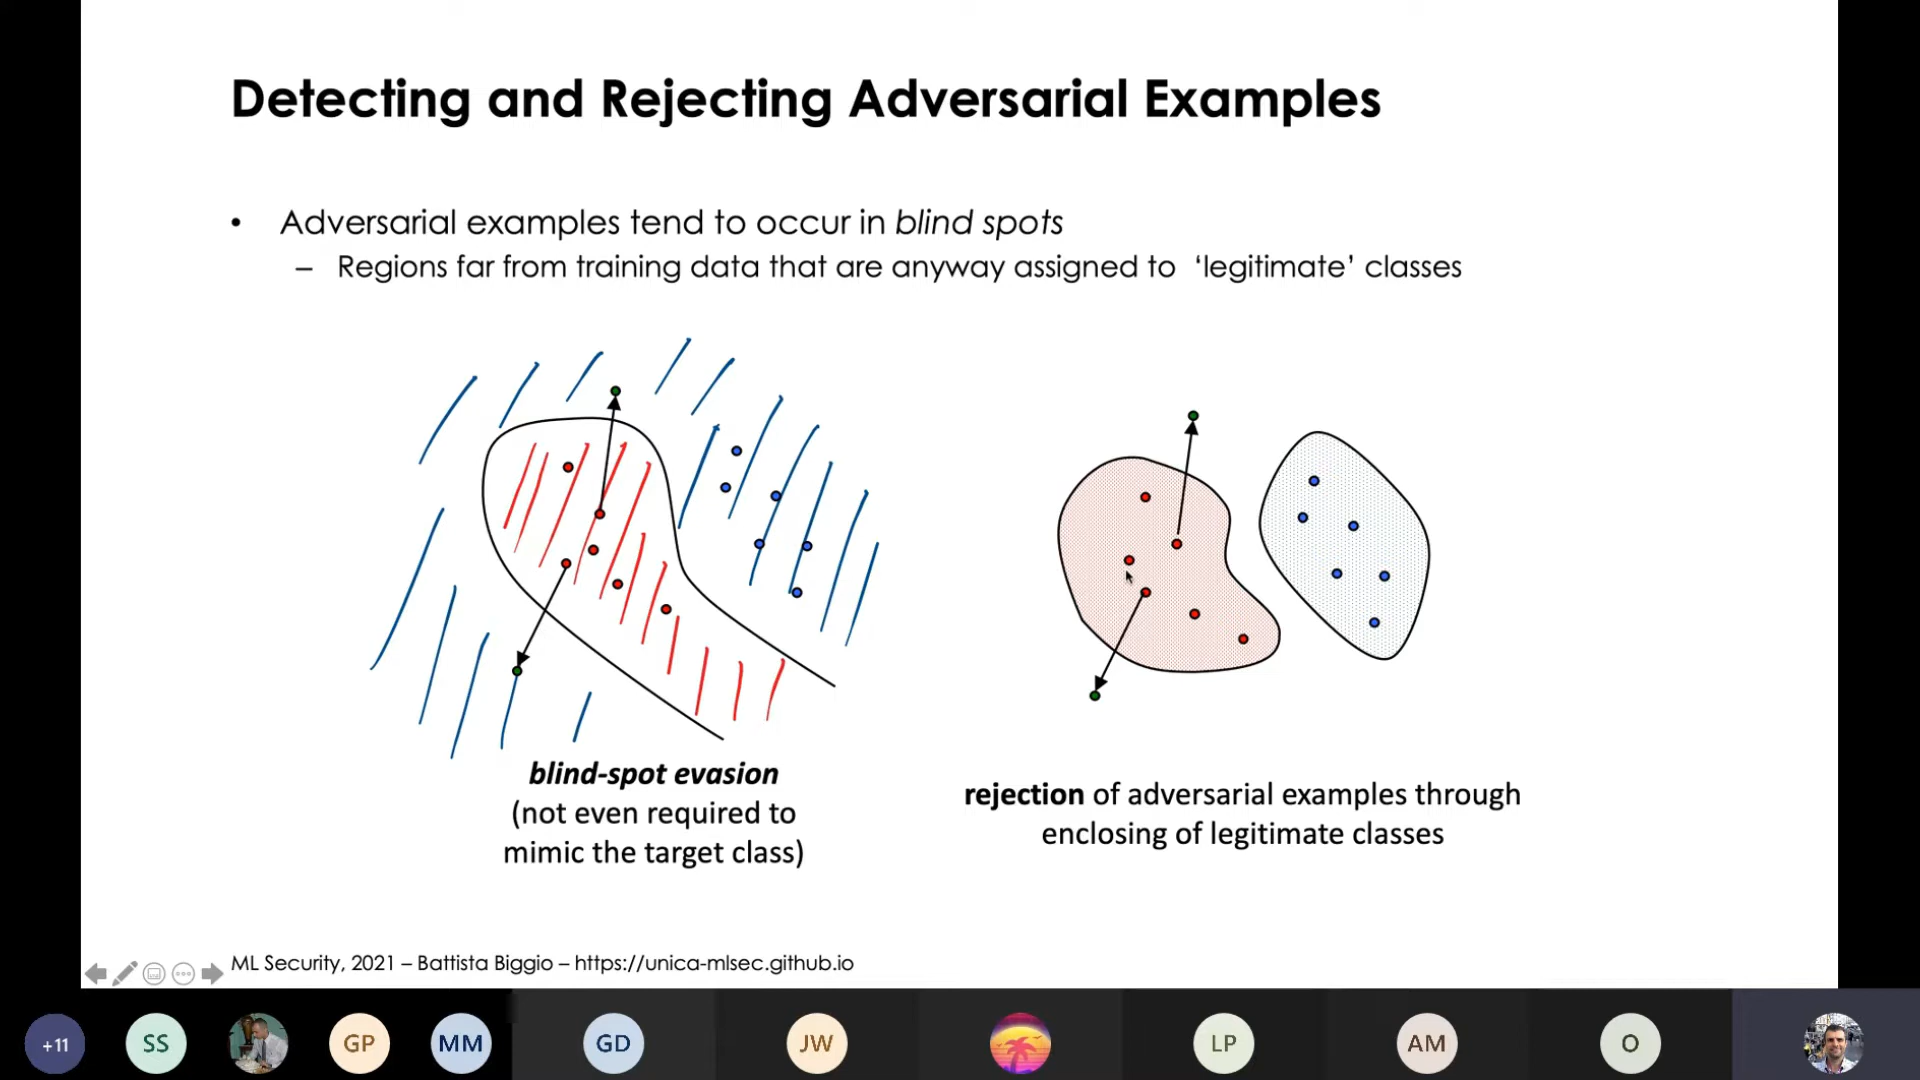 Detecting and Rejecting Adversarial Examples
• Adversarial examples tend to occur in blind spots
– Regions far from training data that are anyway assigned to ‘legitimate’ classes
blind-spot evasion
(not even required to
mimic the target class)
rejection of adversarial examples through
enclosing of legitimate classes
ML Security, 2021 – Battista Biggio – https://unica-mlsec.github.io
+11 SS GP MM GD JW LP AM O